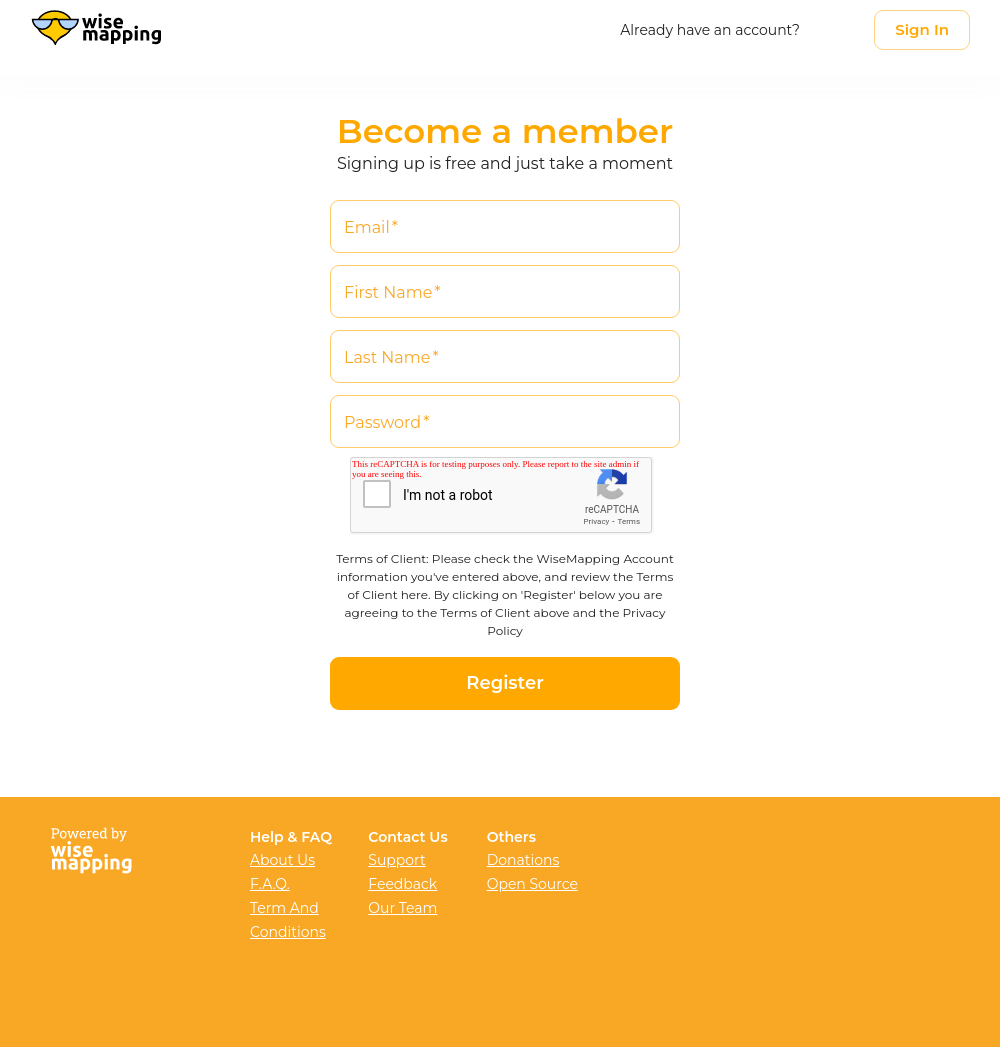 wise
mapping
Already have an account?
Sign In
Become a member
Signing up is free and just take a moment
Email*
First Name*
Last Name*
Password*
This reCAPTCHA is for testing purposes only. Please report to the site admin if
you are seeing this.
I'm not a robot
reCAPTCHA
Privacy - Terms
Terms of Client: Please check the WiseMapping Account
information you've entered above, and review the Terms
of Client here. By clicking on 'Register' below you are
agreeing to the Terms of Client above and the Privacy
Policy
Register
Powered by
wise
mapping
Help & FAQ
About Us
F.A.Q.
Term And
Conditions
Contact Us
Support
Feedback
Our Team
Others
Donations
Open Source